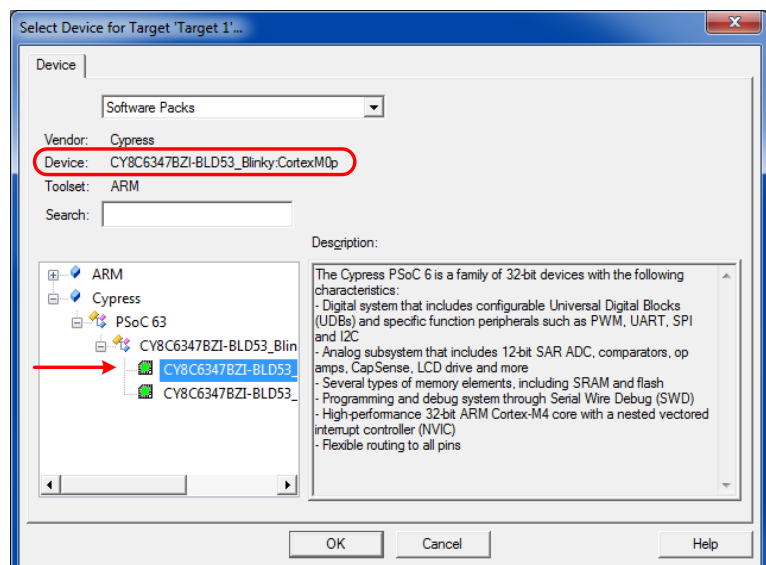 Select Device for Target 'Target 1'...
Device
Software Packs
Vendor: Cypress
Device: CY8C6347BZI-BLD53_Blinky:CortexM0p
Toolset: ARM
Search:
Description:
ARM
Cypress
PSoC 63
CY8C6347BZI-BLD53_Blin
CY8C6347BZI-BLD53_
CY8C6347BZI-BLD53_
The Cypress PSoC 6 is a family of 32-bit devices with the following
characteristics:
- Digital system that includes configurable Universal Digital Blocks
(UDBs) and specific function peripherals such as PWM, UART, SPI
and I2C
- Analog subsystem that includes 12-bit SAR ADC, comparators, op
amps, CapSense, LCD drive and more
- Several types of memory elements, including SRAM and flash
- Programming and debug system through Serial Wire Debug (SWD)
- High-performance 32-bit ARM Cortex-M4 core with a nested vectored
interrupt controller (NVIC)
- Flexible routing to all pins
OK
Cancel
Help